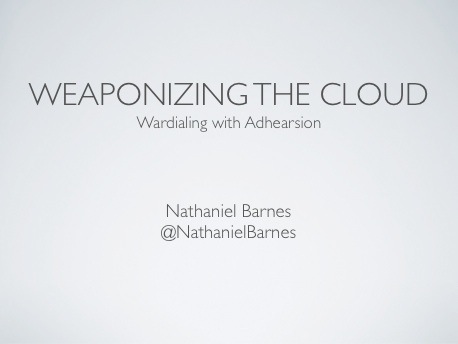 WEAPONIZING THE CLOUD
Wardialing with Adhearsion
Nathaniel Barnes
@NathanielBarnes